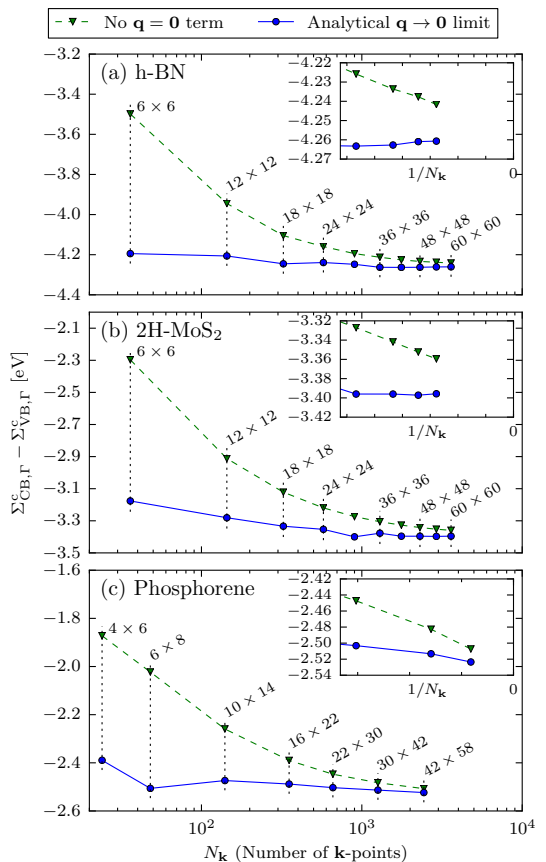 No q = 0 term
Analytical q → 0 limit
(a) h-BN
−3.2
−3.4
−3.6
−3.8
−4.0
−4.2
−4.4
6 × 6
12 × 12
18 × 18
24 × 24
36 × 36
48 × 48
60 × 60
−4.22
−4.23
−4.24
−4.25
−4.26
−4.27
1/N_k
0
(b) 2H-MoS₂
−2.1
−2.3
−2.5
−2.7
−2.9
−3.1
−3.3
−3.5
6 × 6
12 × 12
18 × 18
24 × 24
36 × 36
48 × 48
60 × 60
−3.32
−3.34
−3.36
−3.38
−3.40
−3.42
1/N_k
0
Σ^c_CB,Γ − Σ^c_VB,Γ [eV]
(c) Phosphorene
−1.6
−1.8
−2.0
−2.2
−2.4
−2.6
4 × 6
6 × 8
10 × 14
16 × 22
22 × 30
30 × 42
42 × 58
−2.42
−2.44
−2.46
−2.48
−2.50
−2.52
−2.54
1/N_k
0
10²
10³
10⁴
N_k (Number of k-points)